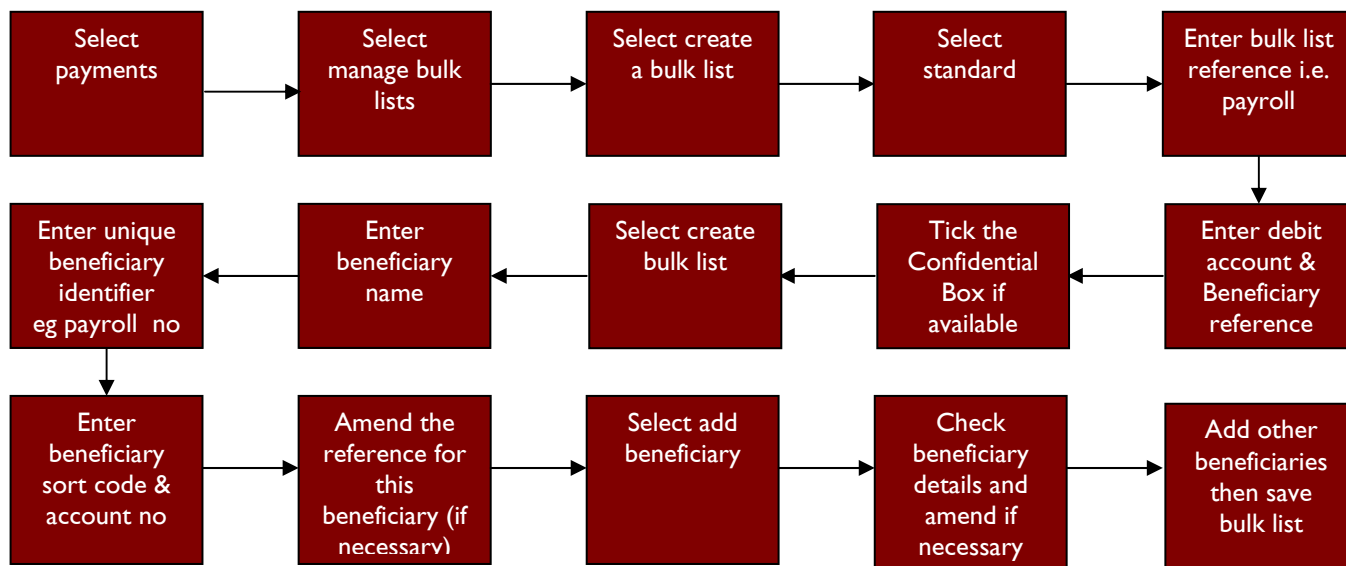 Select
payments
Select
manage bulk
lists
Select create
a bulk list
Select
standard
Enter bulk list
reference i.e.
payroll
Enter debit
account &
Beneficiary
reference
Tick the
Confidential
Box if
available
Select create
bulk list
Enter
beneficiary
name
Enter unique
beneficiary
identifier
eg payroll no
Enter
beneficiary
sort code &
account no
Amend the
reference for
this
beneficiary (if
necessary)
Select add
beneficiary
Check
beneficiary
details and
amend if
necessary
Add other
beneficiaries
then save
bulk list